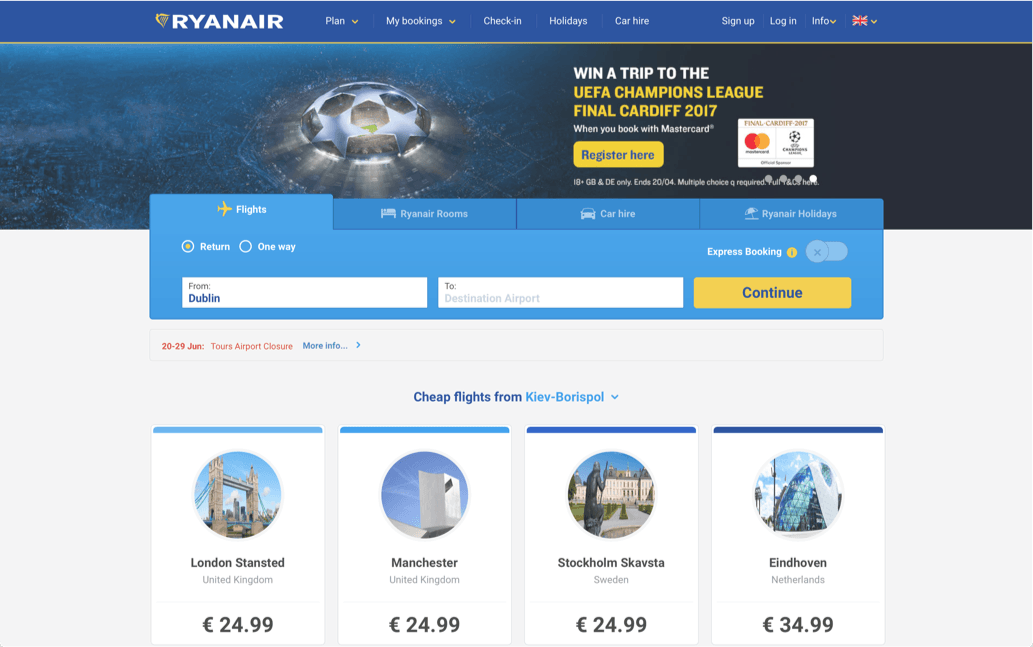 RYANAIR
Plan
My bookings
Check-in
Holidays
Car hire
Sign up
Log in
Info
WIN A TRIP TO THE
UEFA CHAMPIONS LEAGUE
FINAL CARDIFF 2017
When you book with Mastercard®
Register here
FINAL-CARDIFF-2017
mastercard
CHAMPIONS
LEAGUE
Official Sponsor
18+ GB & DE only. Ends 20/04. Multiple choice q required. Full T&Cs here.
Flights
Ryanair Rooms
Car hire
Ryanair Holidays
Return
One way
Express Booking
From:
Dublin
To:
Destination Airport
Continue
20-29 Jun: Tours Airport Closure More info...
Cheap flights from Kiev-Borispol
London Stansted
United Kingdom
€ 24.99
Manchester
United Kingdom
€ 24.99
Stockholm Skavsta
Sweden
€ 24.99
Eindhoven
Netherlands
€ 34.99